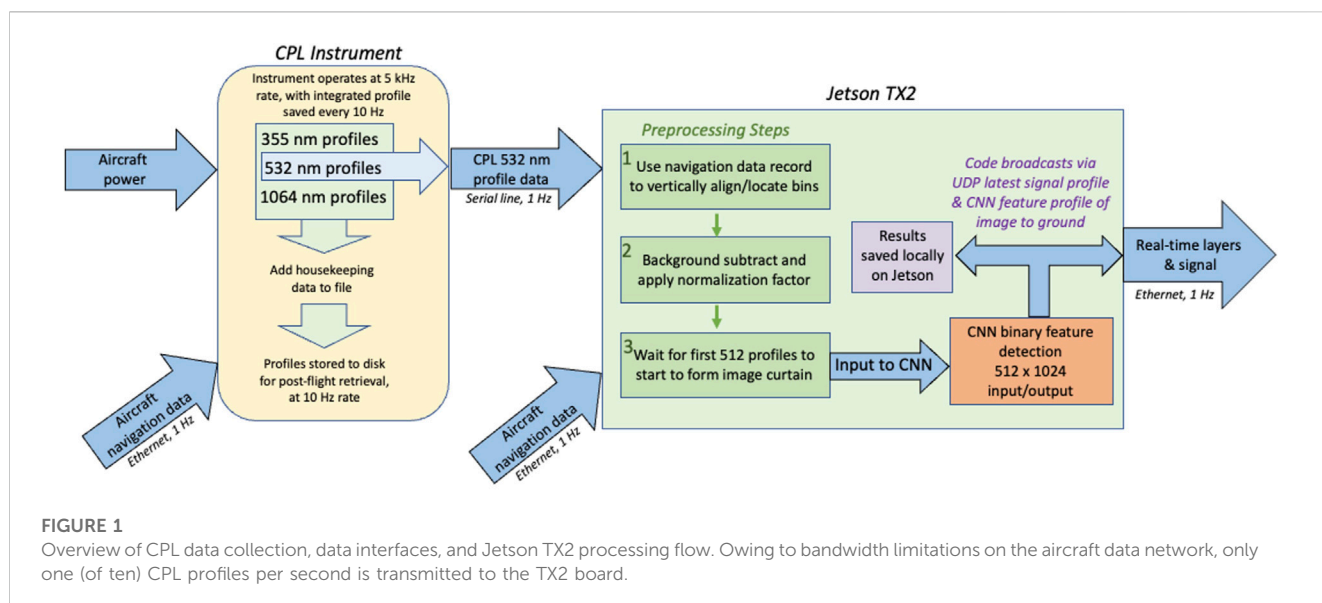 CPL Instrument
Instrument operates at 5 kHz
rate, with integrated profile
saved every 10 Hz
355 nm profiles
532 nm profiles
1064 nm profiles
Add housekeeping
data to file
Profiles stored to disk
for post-flight retrieval,
at 10 Hz rate
Aircraft
power
Aircraft
navigation data
Ethernet, 1 Hz
CPL 532 nm
profile data
Serial line, 1 Hz
Aircraft
navigation data
Ethernet, 1 Hz
Jetson TX2
Preprocessing Steps
1 Use navigation data record
to vertically align/locate bins
2 Background subtract and
apply normalization factor
3 Wait for first 512 profiles to
start to form image curtain
Input to CNN
CNN binary feature
detection
512 x 1024
input/output
Results
saved locally
on Jetson
Code broadcasts via
UDP latest signal profile
& CNN feature profile of
image to ground
Real-time layers
& signal
Ethernet, 1 Hz
FIGURE 1
Overview of CPL data collection, data interfaces, and Jetson TX2 processing flow. Owing to bandwidth limitations on the aircraft data network, only
one (of ten) CPL profiles per second is transmitted to the TX2 board.